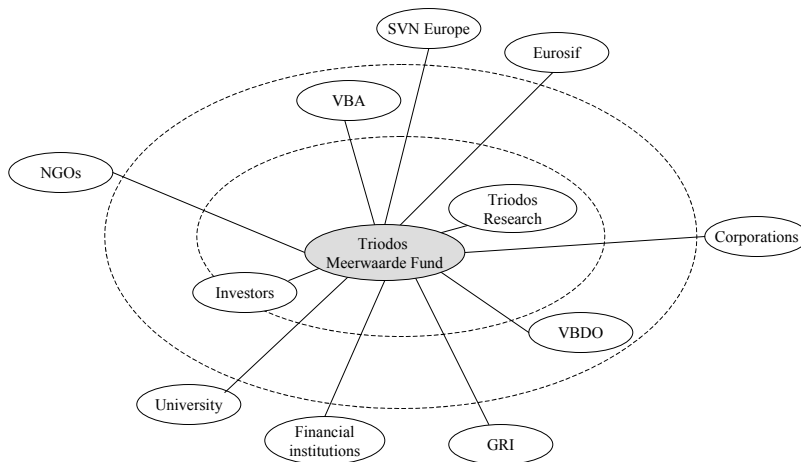 SVN Europe
Eurosif
VBA
NGOs
Triodos
Research
Triodos
Meerwaarde Fund
Corporations
Investors
VBDO
University
Financial
institutions
GRI